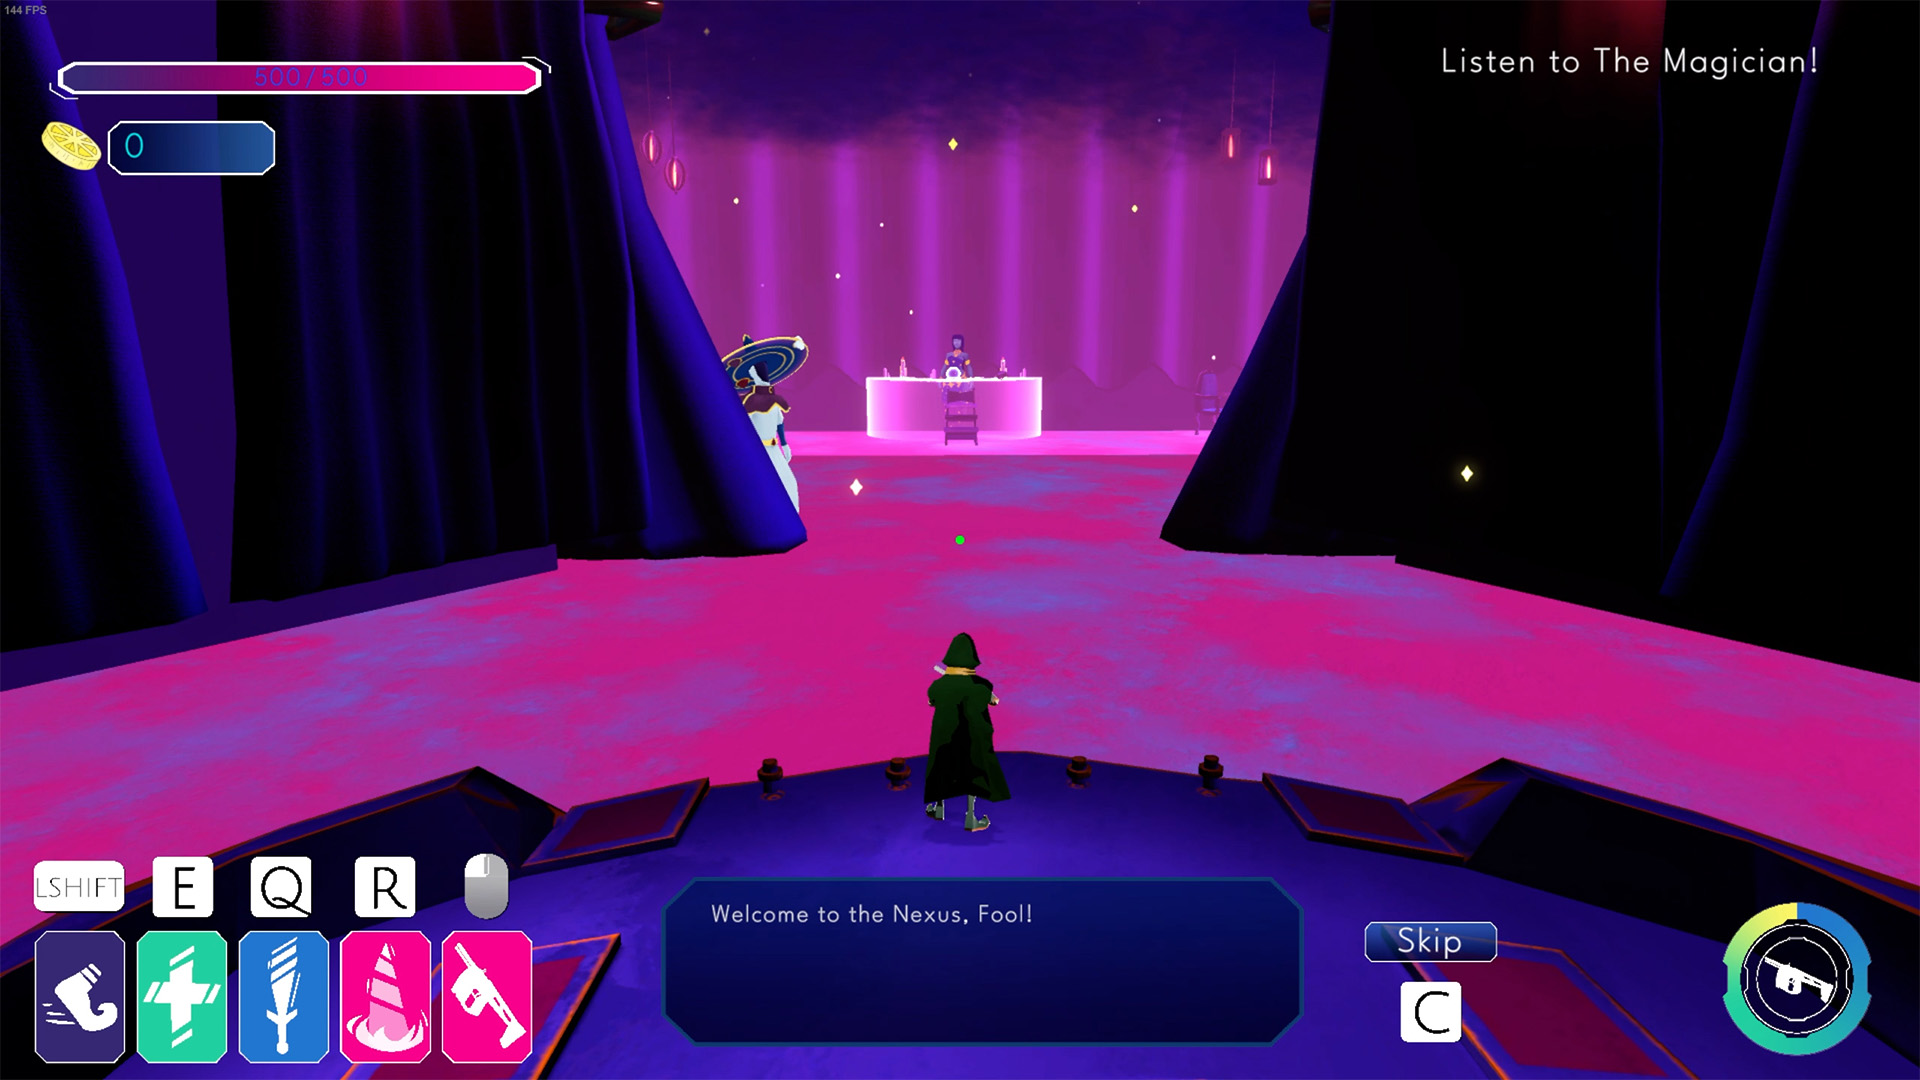 144 FPS
500/500
Listen to The Magician!
0
LSHIFT
E
Q
R
Welcome to the Nexus, Fool!
Skip
C